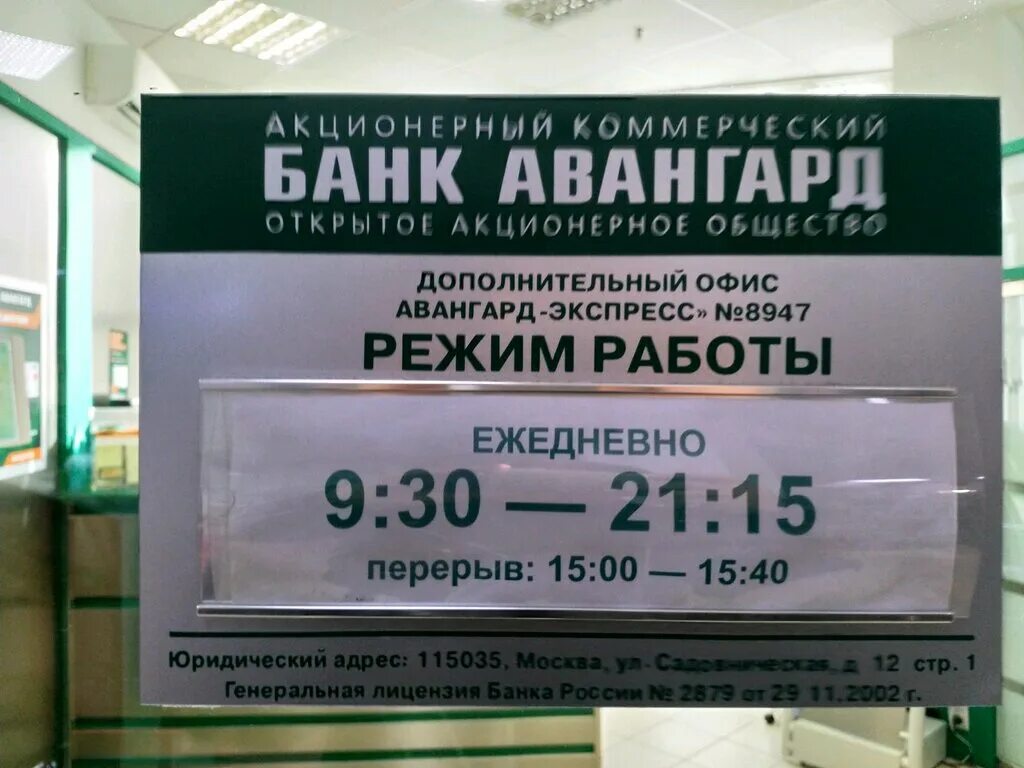 АКЦИОНЕРНЫЙ КОММЕРЧЕСКИЙ
БАНК АВАНГАРД
ОТКРЫТОЕ АКЦИОНЕРНОЕ ОБЩЕСТВО
ДОПОЛНИТЕЛЬНЫЙ ОФИС
АВАНГАРД-ЭКСПРЕСС» №8947
РЕЖИМ РАБОТЫ
ЕЖЕДНЕВНО
9:30 — 21:15
перерыв: 15:00 — 15:40
Юридический адрес: 115035, Москва, ул. Садовническая, д 12 стр. 1
Генеральная лицензия Банка России № 2879 от 29.11.2002 г.